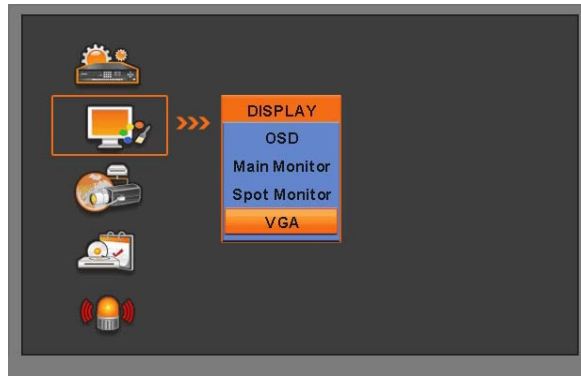 DISPLAY
OSD
Main Monitor
Spot Monitor
VGA